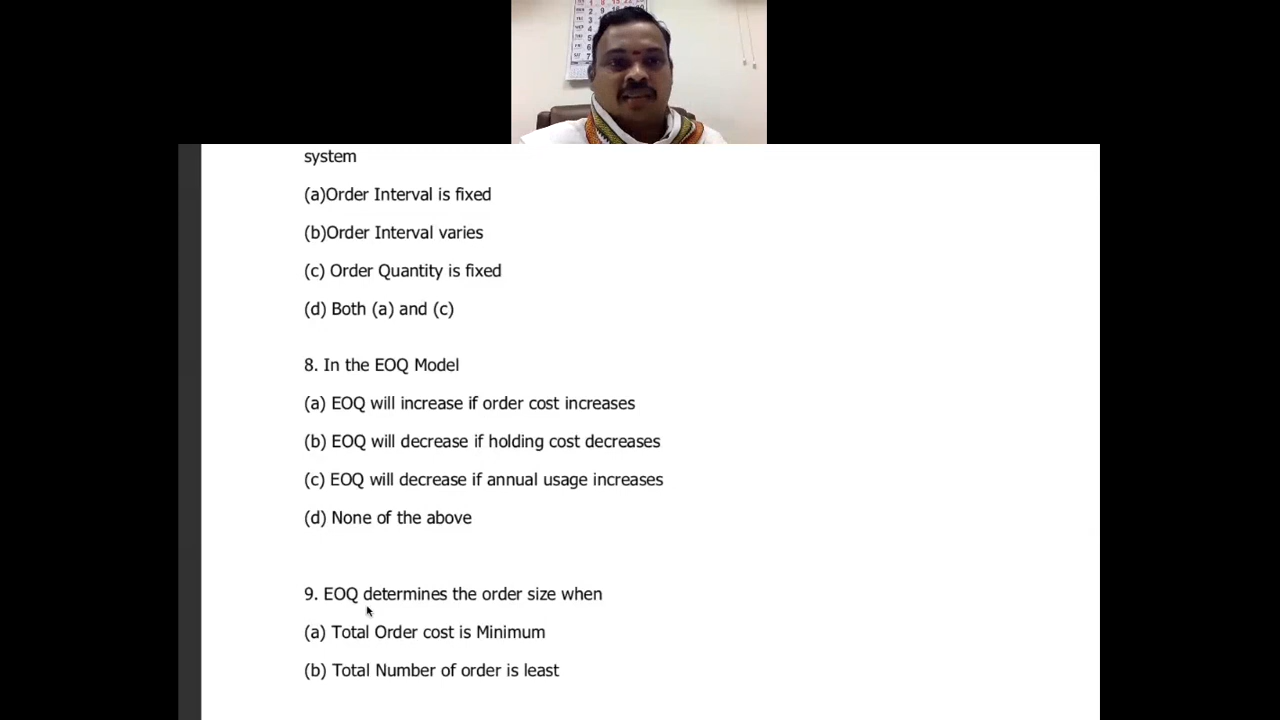 system
(a)Order Interval is fixed
(b)Order Interval varies
(c) Order Quantity is fixed
(d) Both (a) and (c)
8. In the EOQ Model
(a) EOQ will increase if order cost increases
(b) EOQ will decrease if holding cost decreases
(c) EOQ will decrease if annual usage increases
(d) None of the above
9. EOQ determines the order size when
(a) Total Order cost is Minimum
(b) Total Number of order is least